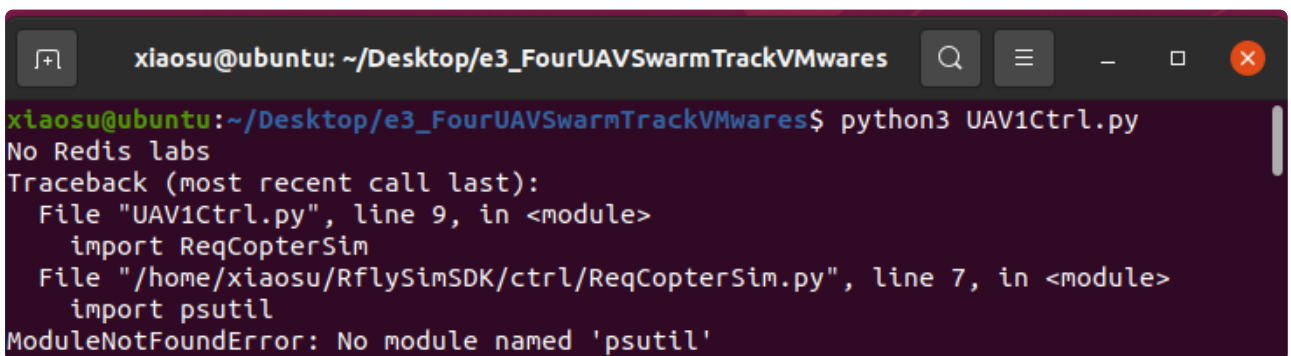 xiaosu@ubuntu: ~/Desktop/e3_FourUAVSwarmTrackVMwares
xiaosu@ubuntu:~/Desktop/e3_FourUAVSwarmTrackVMwares$ python3 UAV1Ctrl.py
No Redis labs
Traceback (most recent call last):
  File "UAV1Ctrl.py", line 9, in <module>
    import ReqCopterSim
  File "/home/xiaosu/RflySimSDK/ctrl/ReqCopterSim.py", line 7, in <module>
    import psutil
ModuleNotFoundError: No module named 'psutil'